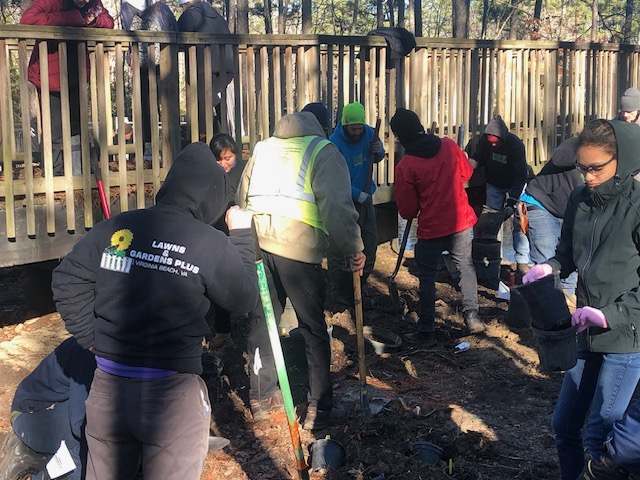 LAWNS
& GARDENS PLUS
VIRGINIA BEACH, VA